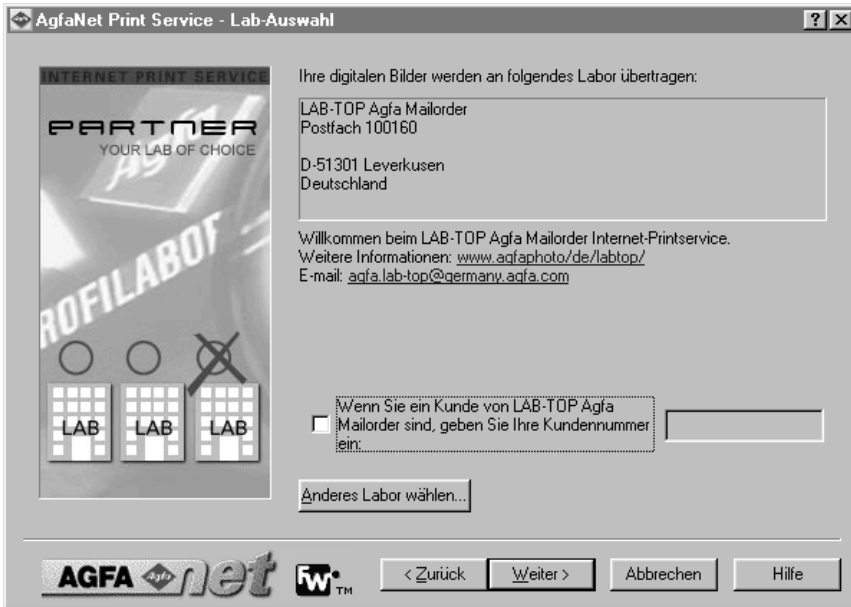 AgfaNet Print Service - Lab-Auswahl
INTERNET PRINT SERVICE
PARTNER
YOUR LAB OF CHOICE
Agfa
PROFILABOR
LAB
LAB
LAB
Ihre digitalen Bilder werden an folgendes Labor übertragen:
LAB-TOP Agfa Mailorder
Postfach 100160
D-51301 Leverkusen
Deutschland
Willkommen beim LAB-TOP Agfa Mailorder Internet-Printservice.
Weitere Informationen: www.agfaphoto/de/labtop/
E-mail: agfa.lab-top@germany.agfa.com
Wenn Sie ein Kunde von LAB-TOP Agfa
Mailorder sind, geben Sie Ihre Kundennummer
ein:
Anderes Labor wählen...
AGFA Agfa net
fw TM
< Zurück
Weiter >
Abbrechen
Hilfe